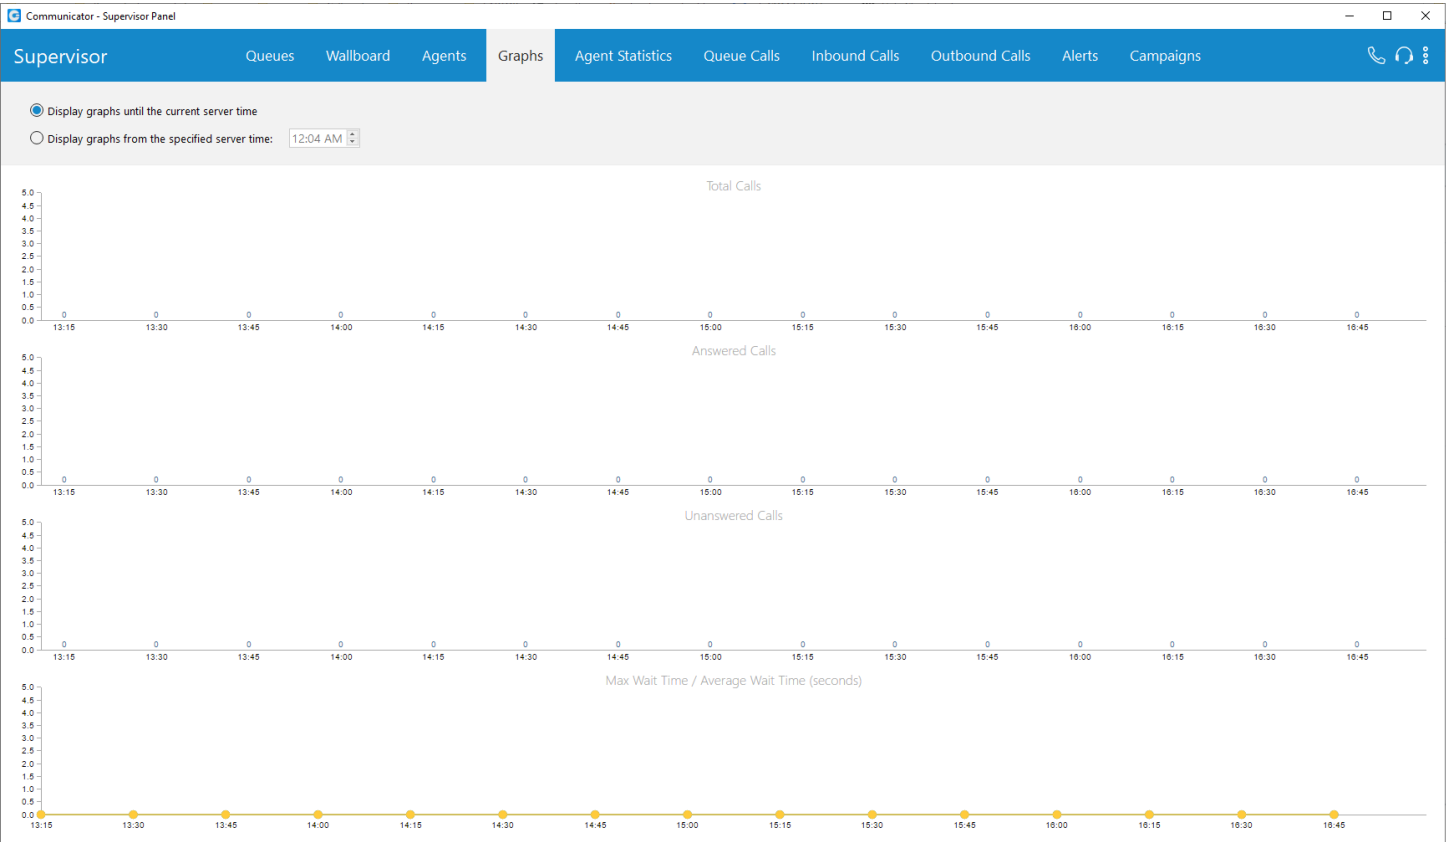 Communicator - Supervisor Panel
Supervisor Queues Wallboard Agents Graphs Agent Statistics Queue Calls Inbound Calls Outbound Calls Alerts Campaigns
Display graphs until the current server time
Display graphs from the specified server time: 12:04 AM
Total Calls
5.0
4.5
4.0
3.5
3.0
2.5
2.0
1.5
1.0
0.5
0 0 0 0 0 0 0 0 0 0 0 0 0 0 0
0.0
13:15 13:30 13:45 14:00 14:15 14:30 14:45 15:00 15:15 15:30 15:45 16:00 16:15 16:30 16:45
Answered Calls
5.0
4.5
4.0
3.5
3.0
2.5
2.0
1.5
1.0
0.5
0 0 0 0 0 0 0 0 0 0 0 0 0 0 0
0.0
13:15 13:30 13:45 14:00 14:15 14:30 14:45 15:00 15:15 15:30 15:45 16:00 16:15 16:30 16:45
Unanswered Calls
5.0
4.5
4.0
3.5
3.0
2.5
2.0
1.5
1.0
0.5
0 0 0 0 0 0 0 0 0 0 0 0 0 0 0
0.0
13:15 13:30 13:45 14:00 14:15 14:30 14:45 15:00 15:15 15:30 15:45 16:00 16:15 16:30 16:45
Max Wait Time / Average Wait Time (seconds)
5.0
4.5
4.0
3.5
3.0
2.5
2.0
1.5
1.0
0.5
0.0
13:15 13:30 13:45 14:00 14:15 14:30 14:45 15:00 15:15 15:30 15:45 16:00 16:15 16:30 16:45